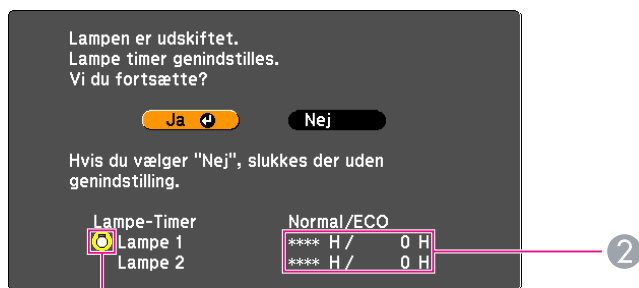 Lampen er udskiftet.
Lampe timer genindstilles.
Vi du fortsætte?
Ja Nej
Hvis du vælger "Nej", slukkes der uden
genindstilling.
Lampe-Timer Normal/ECO
Lampe 1 **** H / 0 H
Lampe 2 **** H / 0 H
2